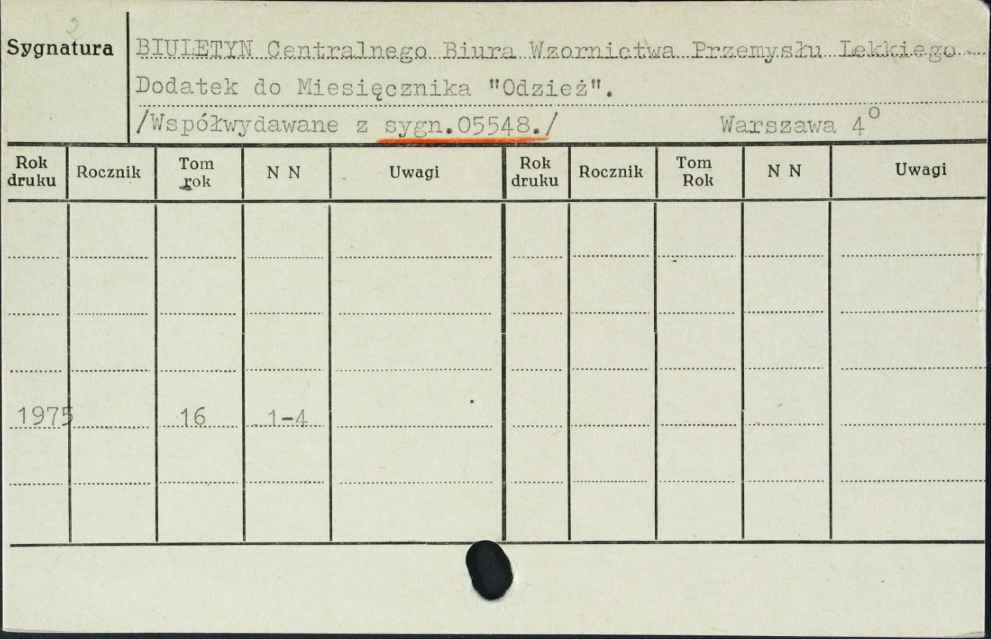 2
Sygnatura
BIULETYN Centralnego Biura Wzornictwa Przemysłu Lekkiego
Dodatek do Miesięcznika "Odzież".
/Współwydawane z sygn.05548./ Warszawa 4°
Rok druku Rocznik Tom rok N N Uwagi Rok druku Rocznik Tom Rok N N Uwagi
1975 16 1-4